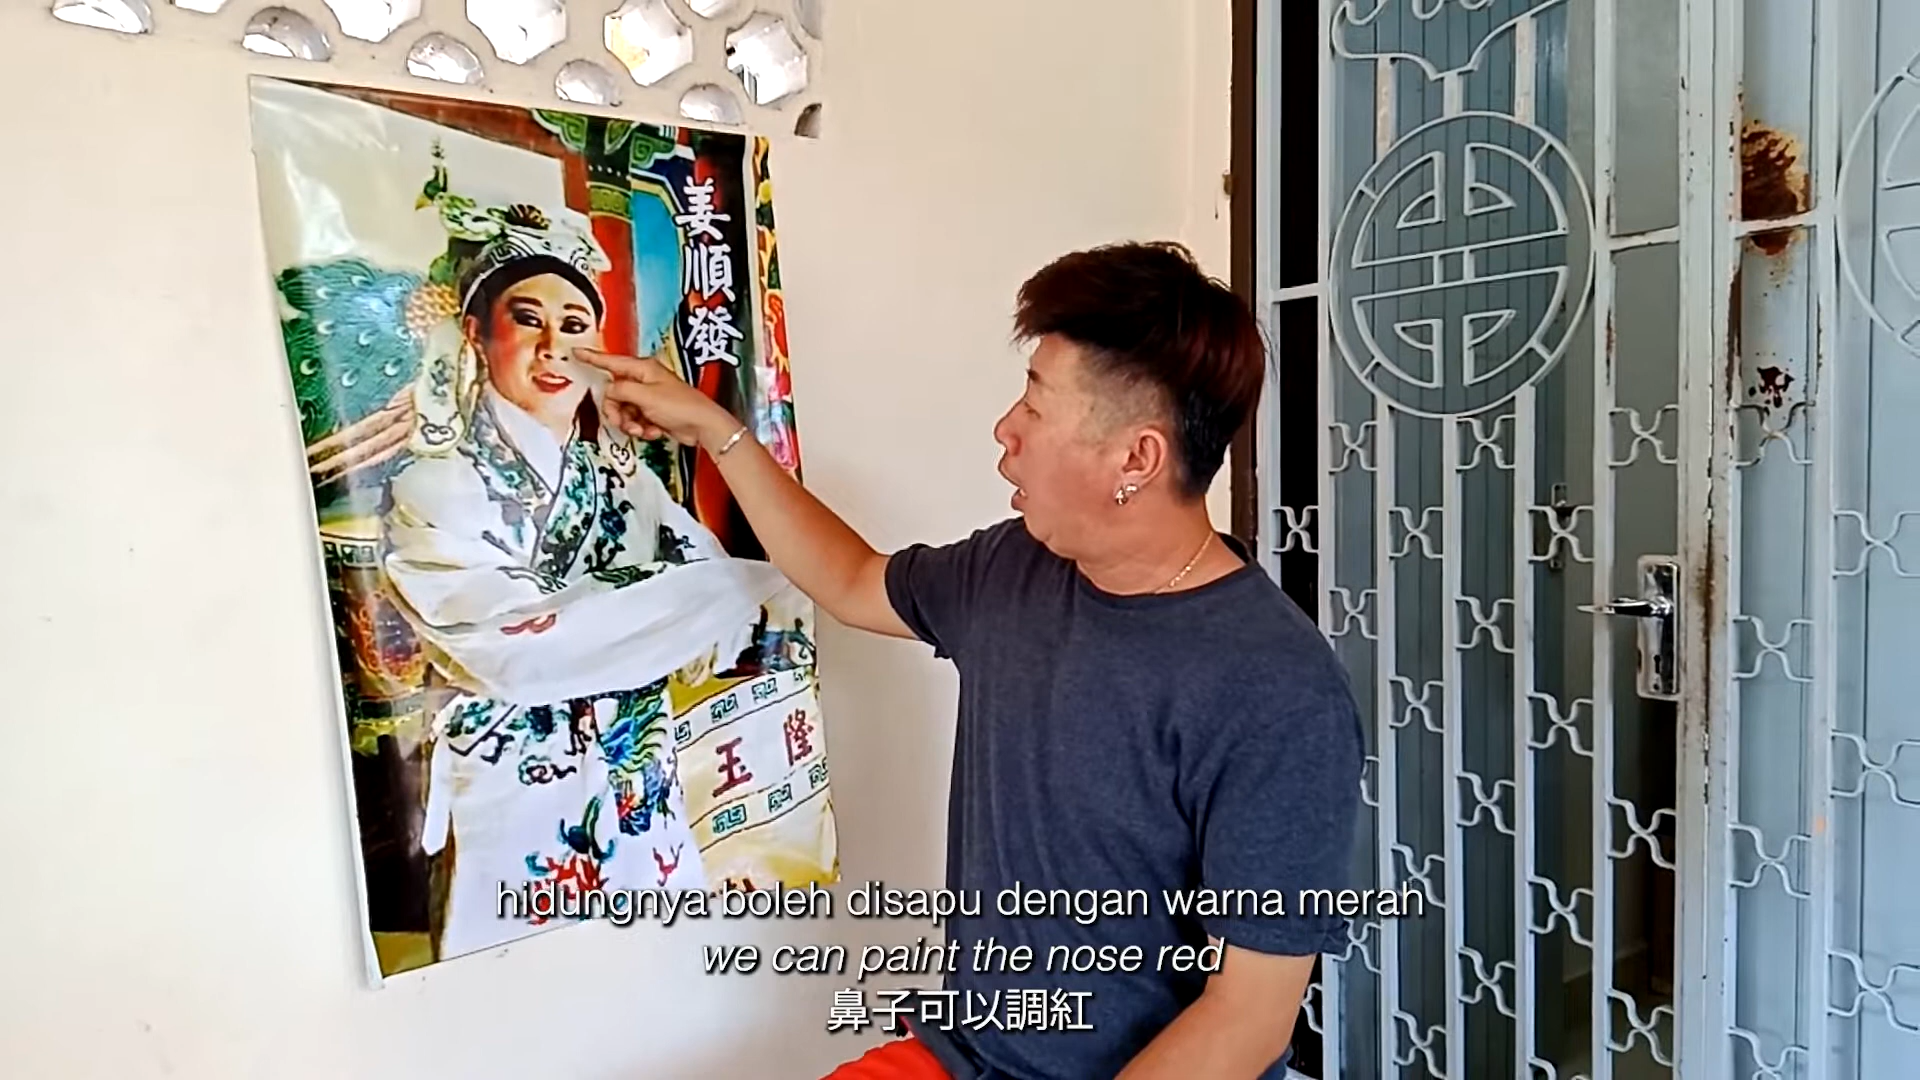 姜順發
玉隆
hidungnya boleh disapu dengan warna merah
we can paint the nose red
鼻子可以調紅